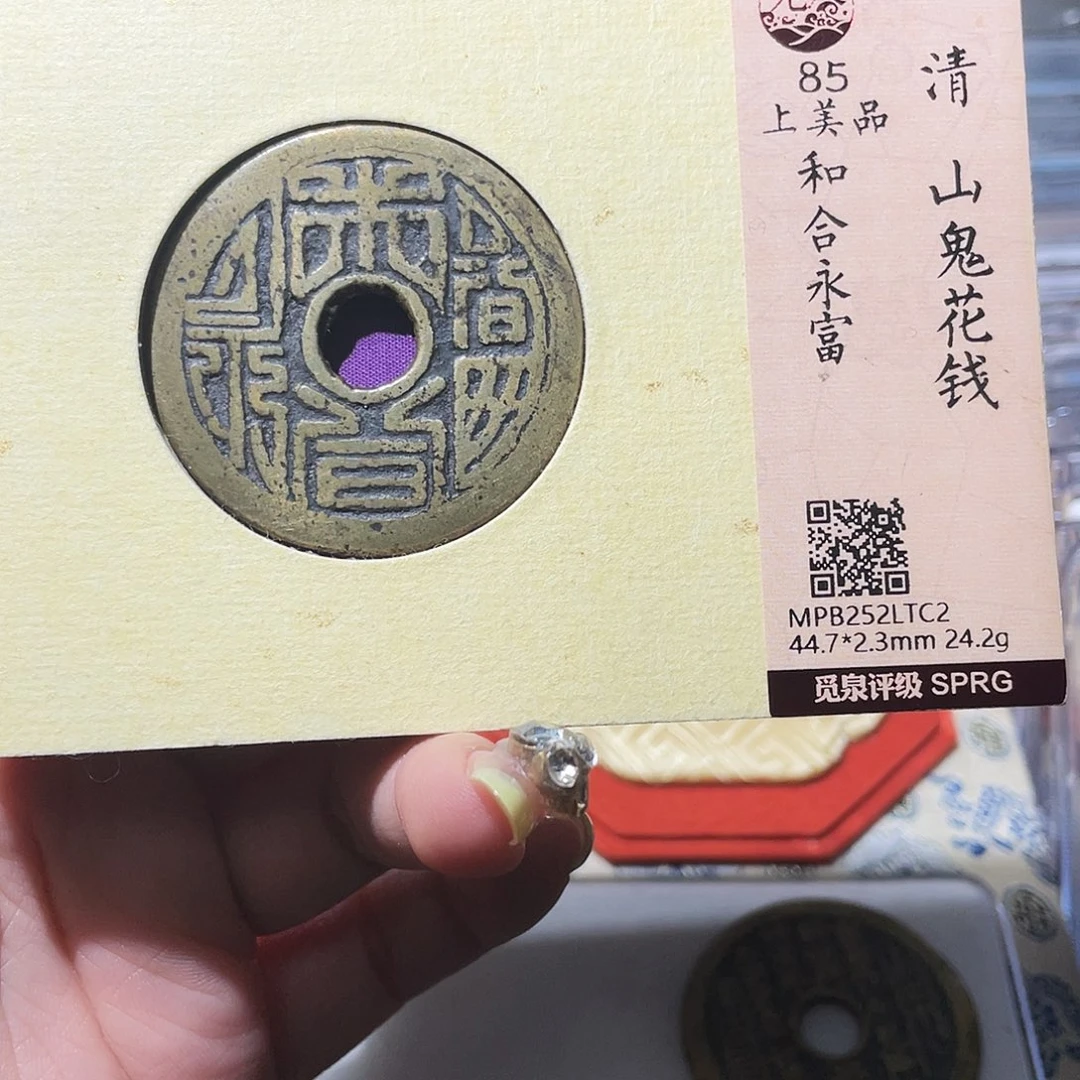 清 山鬼花钱
85
上美品
和合永富
MPB252LTC2
44.7*2.3mm 24.2g
觅泉评级 SPRG